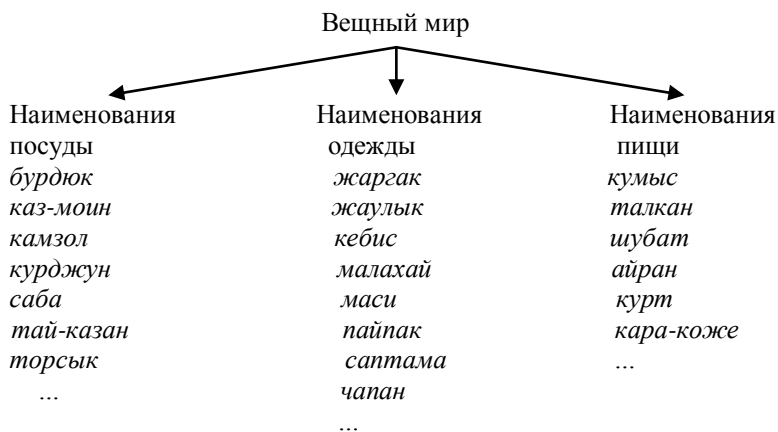 Вещный мир
Наименования
посуды
бурдюк
каз-моин
камзол
курджун
саба
тай-казан
торсык
...
Наименования
одежды
жаргак
жаулык
кебис
малахай
маси
пайпак
саптама
чапан
...
Наименования
пищи
кумыс
талкан
шубат
айран
курт
кара-коже
...